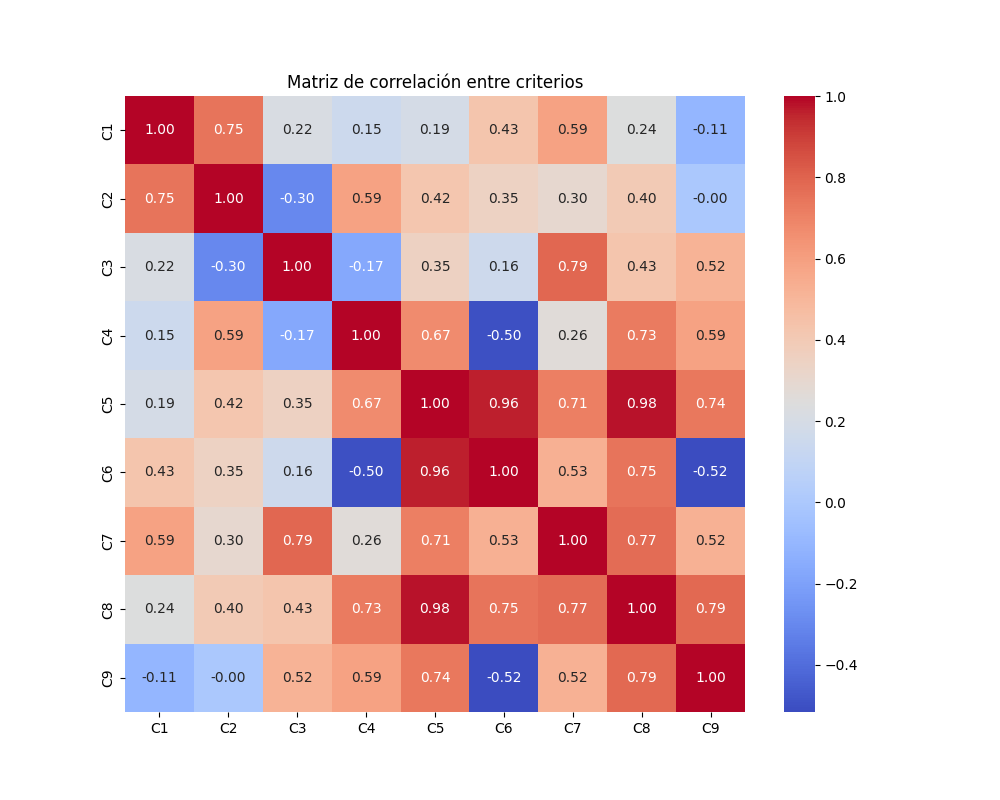 Matriz de correlación entre criterios
C1 1.00 0.75 0.22 0.15 0.19 0.43 0.59 0.24 -0.11
C2 0.75 1.00 -0.30 0.59 0.42 0.35 0.30 0.40 -0.00
C3 0.22 -0.30 1.00 -0.17 0.35 0.16 0.79 0.43 0.52
C4 0.15 0.59 -0.17 1.00 0.67 -0.50 0.26 0.73 0.59
C5 0.19 0.42 0.35 0.67 1.00 0.96 0.71 0.98 0.74
C6 0.43 0.35 0.16 -0.50 0.96 1.00 0.53 0.75 -0.52
C7 0.59 0.30 0.79 0.26 0.71 0.53 1.00 0.77 0.52
C8 0.24 0.40 0.43 0.73 0.98 0.75 0.77 1.00 0.79
C9 -0.11 -0.00 0.52 0.59 0.74 -0.52 0.52 0.79 1.00
C1 C2 C3 C4 C5 C6 C7 C8 C9
1.0
0.8
0.6
0.4
0.2
0.0
−0.2
−0.4